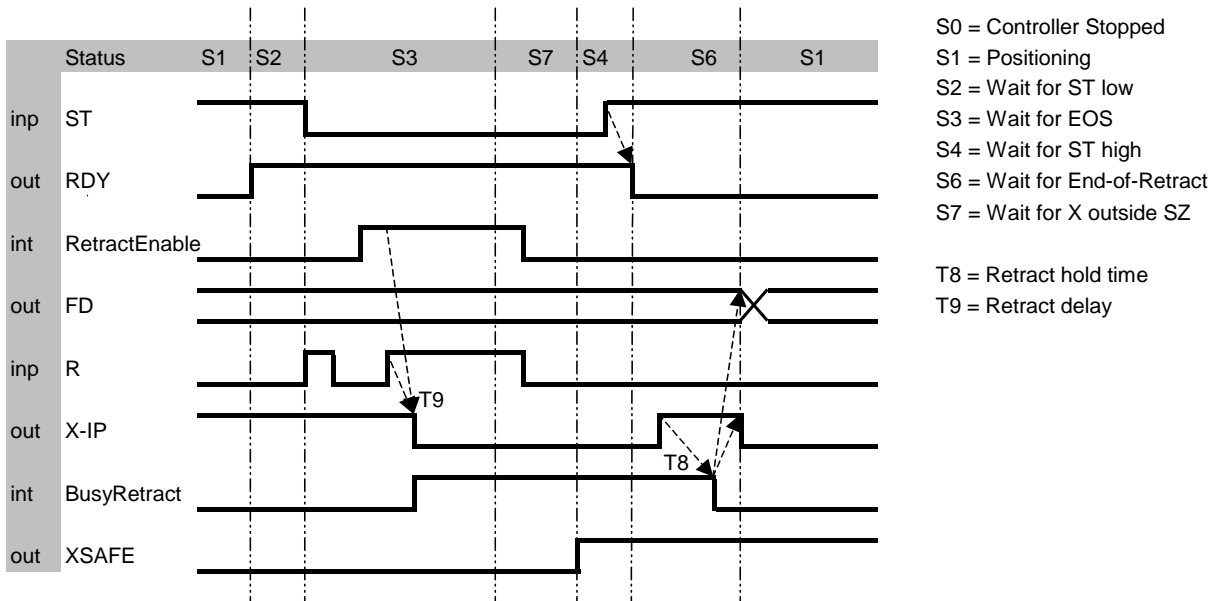 Status S1 S2 S3 S7 S4 S6 S1
inp ST
out RDY
int RetractEnable
out FD
inp R
T9
out X-IP
T8
int BusyRetract
out XSAFE
S0 = Controller Stopped
S1 = Positioning
S2 = Wait for ST low
S3 = Wait for EOS
S4 = Wait for ST high
S6 = Wait for End-of-Retract
S7 = Wait for X outside SZ
T8 = Retract hold time
T9 = Retract delay